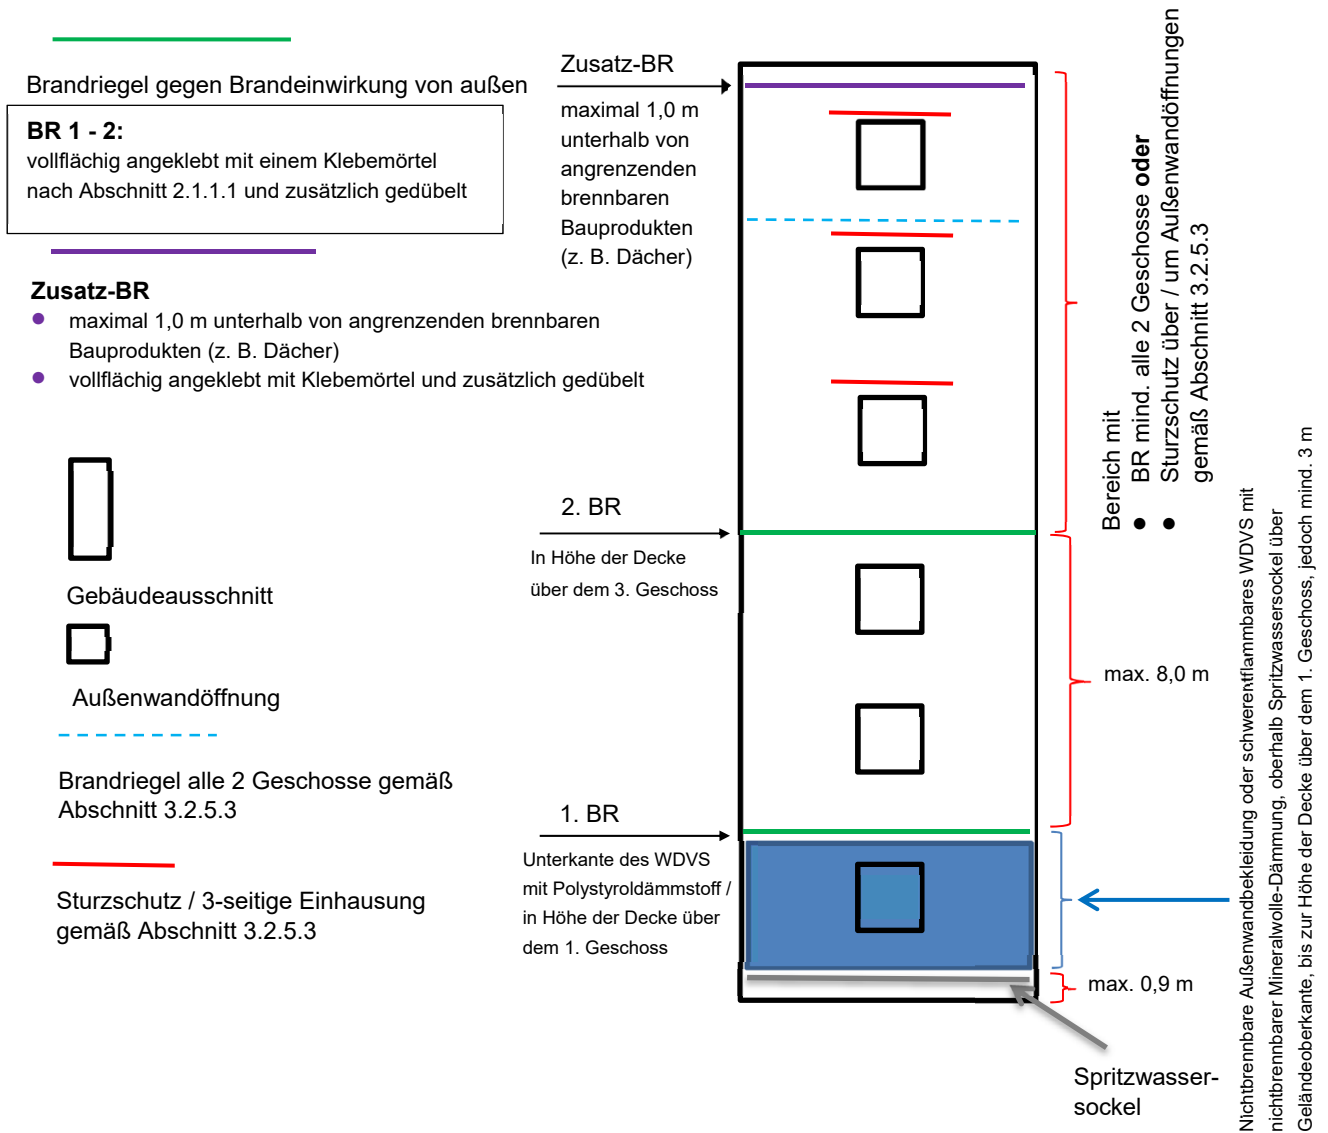 Brandriegel gegen Brandeinwirkung von außen
BR 1 - 2:
vollflächig angeklebt mit einem Klebemörtel
nach Abschnitt 2.1.1.1 und zusätzlich gedübelt
Zusatz-BR
• maximal 1,0 m unterhalb von angrenzenden brennbaren
Bauprodukten (z. B. Dächer)
• vollflächig angeklebt mit Klebemörtel und zusätzlich gedübelt
Gebäudeausschnitt
Außenwandöffnung
Brandriegel alle 2 Geschosse gemäß
Abschnitt 3.2.5.3
Sturzschutz / 3-seitige Einhausung
gemäß Abschnitt 3.2.5.3
Zusatz-BR
maximal 1,0 m
unterhalb von
angrenzenden
brennbaren
Bauprodukten
(z. B. Dächer)
2. BR
In Höhe der Decke
über dem 3. Geschoss
1. BR
Unterkante des WDVS
mit Polystyroldämmstoff /
in Höhe der Decke über
dem 1. Geschoss
Bereich mit
• BR mind. alle 2 Geschosse oder
• Sturzschutz über / um Außenwandöffnungen
gemäß Abschnitt 3.2.5.3
max. 8,0 m
max. 0,9 m
Spritzwasser-
sockel
Nichtbrennbare Außenwandbekleidung oder schwerentflammbares WDVS mit
nichtbrennbarer Mineralwolle-Dämmung, oberhalb Spritzwassersockel über
Geländeoberkante, bis zur Höhe der Decke über dem 1. Geschoss, jedoch mind. 3 m